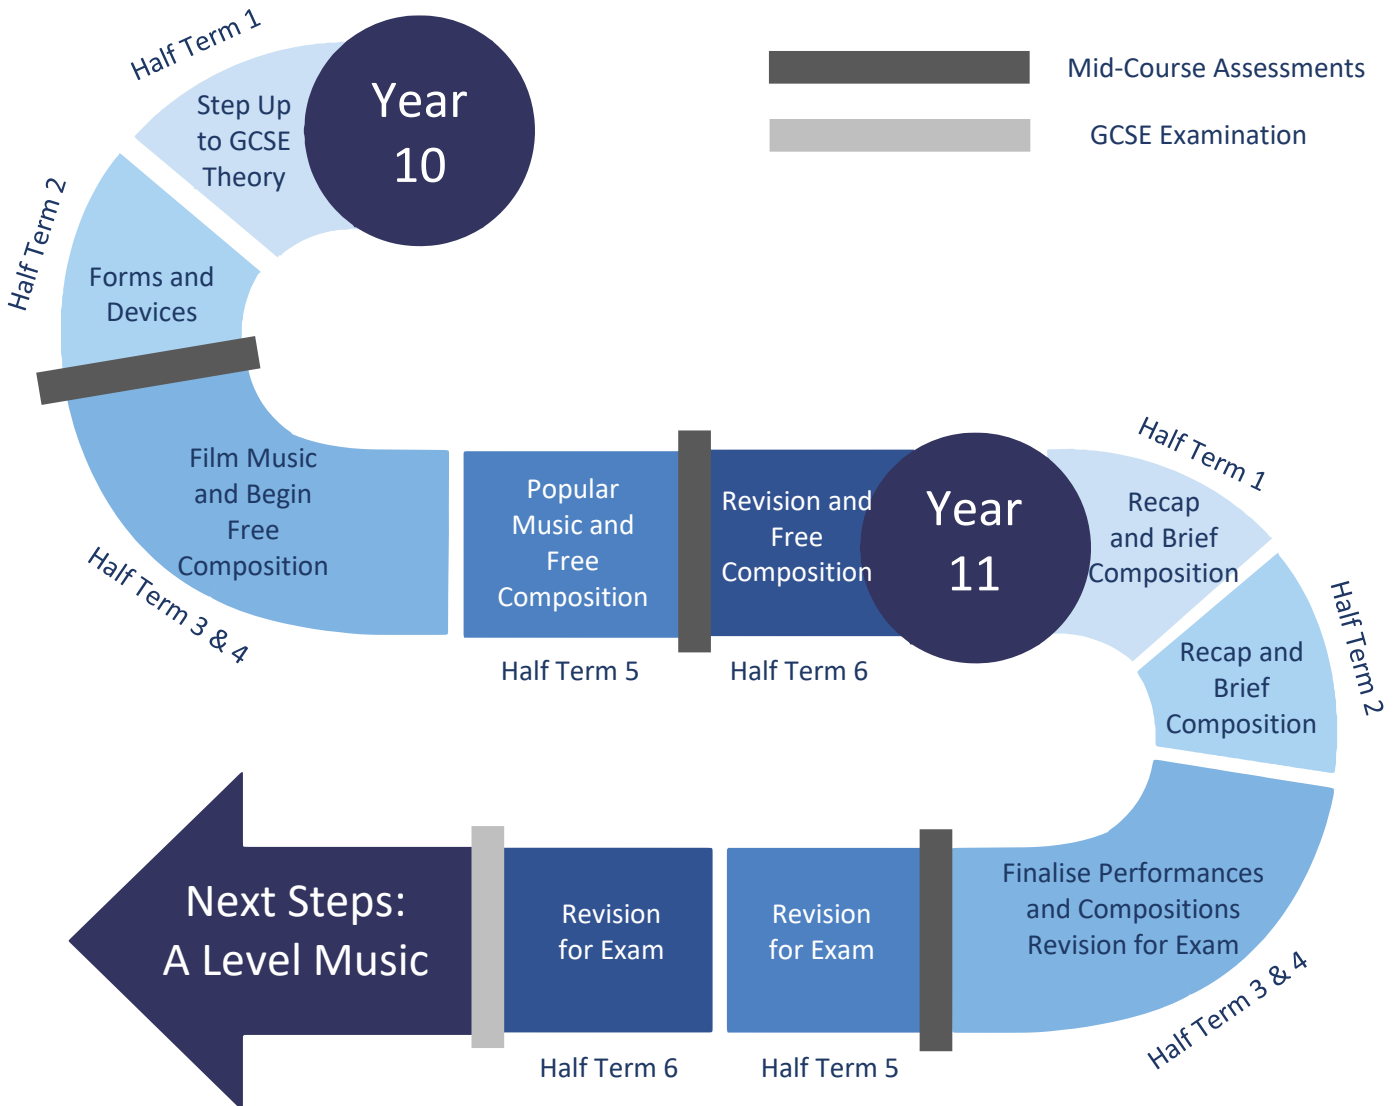 Half Term 1
Step Up
to GCSE
Theory
Year
10
Mid-Course Assessments
GCSE Examination
Half Term 2
Forms and
Devices
Film Music
and Begin
Free
Composition
Half Term 3 & 4
Popular
Music and
Free
Composition
Half Term 5
Revision and
Free
Composition
Half Term 6
Year
11
Half Term 1
Recap
and Brief
Composition
Half Term 2
Recap and
Brief
Composition
Finalise Performances
and Compositions
Revision for Exam
Half Term 3 & 4
Revision
for Exam
Half Term 5
Revision
for Exam
Half Term 6
Next Steps:
A Level Music